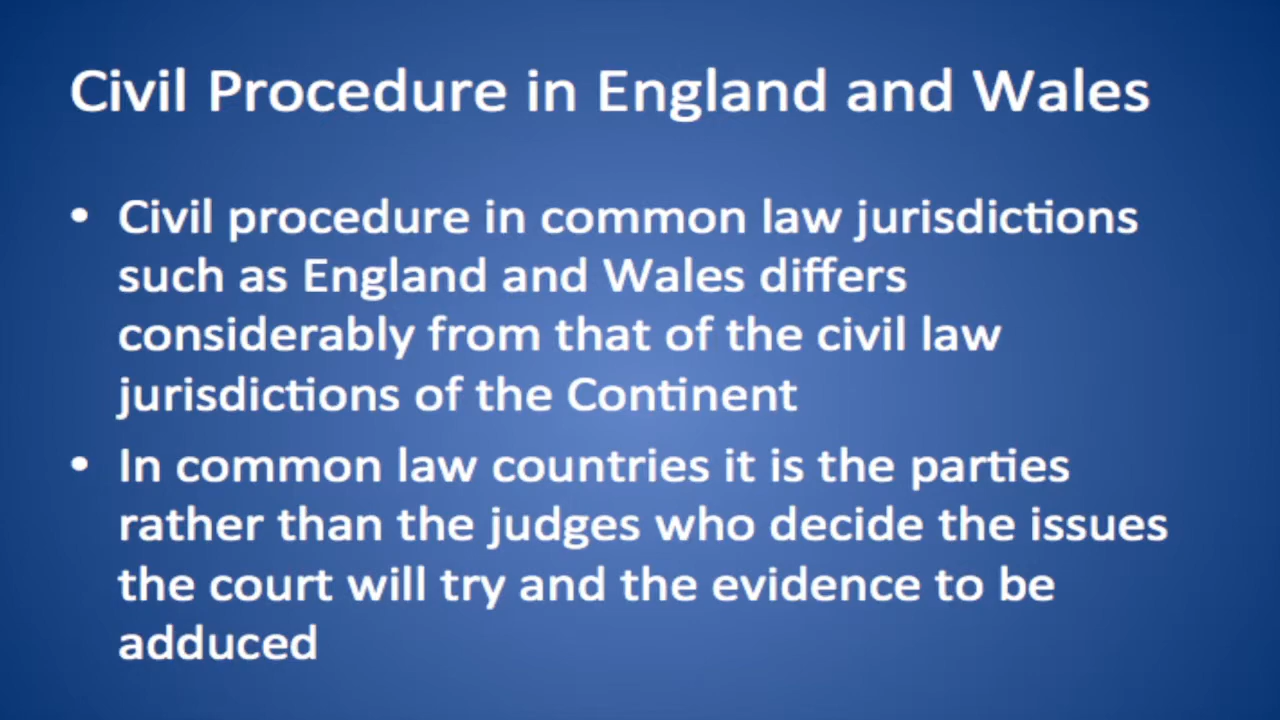 Civil Procedure in England and Wales
• Civil procedure in common law jurisdictions
such as England and Wales differs
considerably from that of the civil law
jurisdictions of the Continent
• In common law countries it is the parties
rather than the judges who decide the issues
the court will try and the evidence to be
adduced